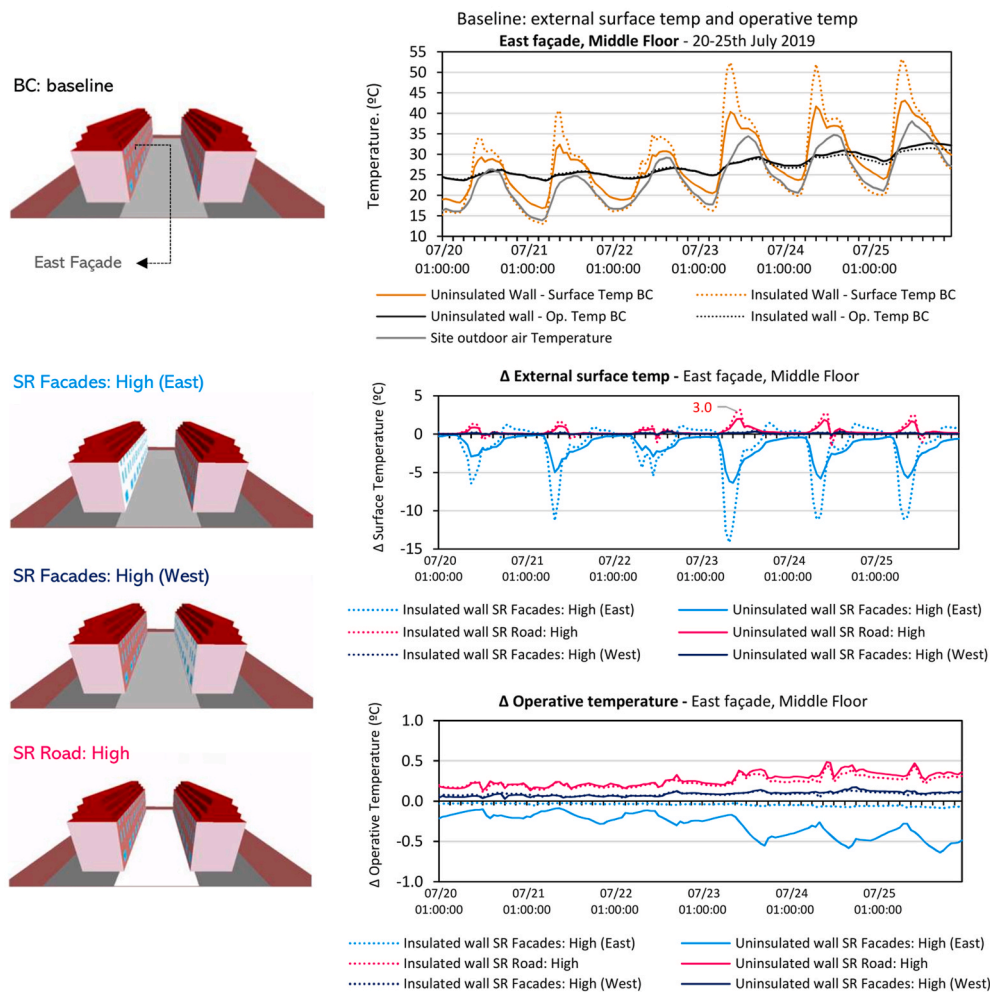 Baseline: external surface temp and operative temp
East façade, Middle Floor - 20-25th July 2019
BC: baseline
East Façade
Temperature. (ºC)
55
50
45
40
35
30
25
20
15
10
07/20 07/21 07/22 07/23 07/24 07/25
01:00:00 01:00:00 01:00:00 01:00:00 01:00:00 01:00:00
Uninsulated Wall - Surface Temp BC
Insulated Wall - Surface Temp BC
Uninsulated wall - Op. Temp BC
Insulated wall - Op. Temp BC
Site outdoor air Temperature
SR Facades: High (East)
SR Facades: High (West)
SR Road: High
Δ External surface temp - East façade, Middle Floor
Δ Surface Temperature (ºC)
5
0
-5
-10
-15
3.0
07/20 07/21 07/22 07/23 07/24 07/25
01:00:00 01:00:00 01:00:00 01:00:00 01:00:00 01:00:00
Insulated wall SR Facades: High (East)
Uninsulated wall SR Facades: High (East)
Insulated wall SR Road: High
Uninsulated wall SR Road: High
Insulated wall SR Facades: High (West)
Uninsulated wall SR Facades: High (West)
Δ Operative temperature - East façade, Middle Floor
Δ Operative Temperature (ºC)
1.0
0.5
0.0
-0.5
-1.0
07/20 07/21 07/22 07/23 07/24 07/25
01:00:00 01:00:00 01:00:00 01:00:00 01:00:00 01:00:00
Insulated wall SR Facades: High (East)
Uninsulated wall SR Facades: High (East)
Insulated wall SR Road: High
Uninsulated wall SR Road: High
Insulated wall SR Facades: High (West)
Uninsulated wall SR Facades: High (West)